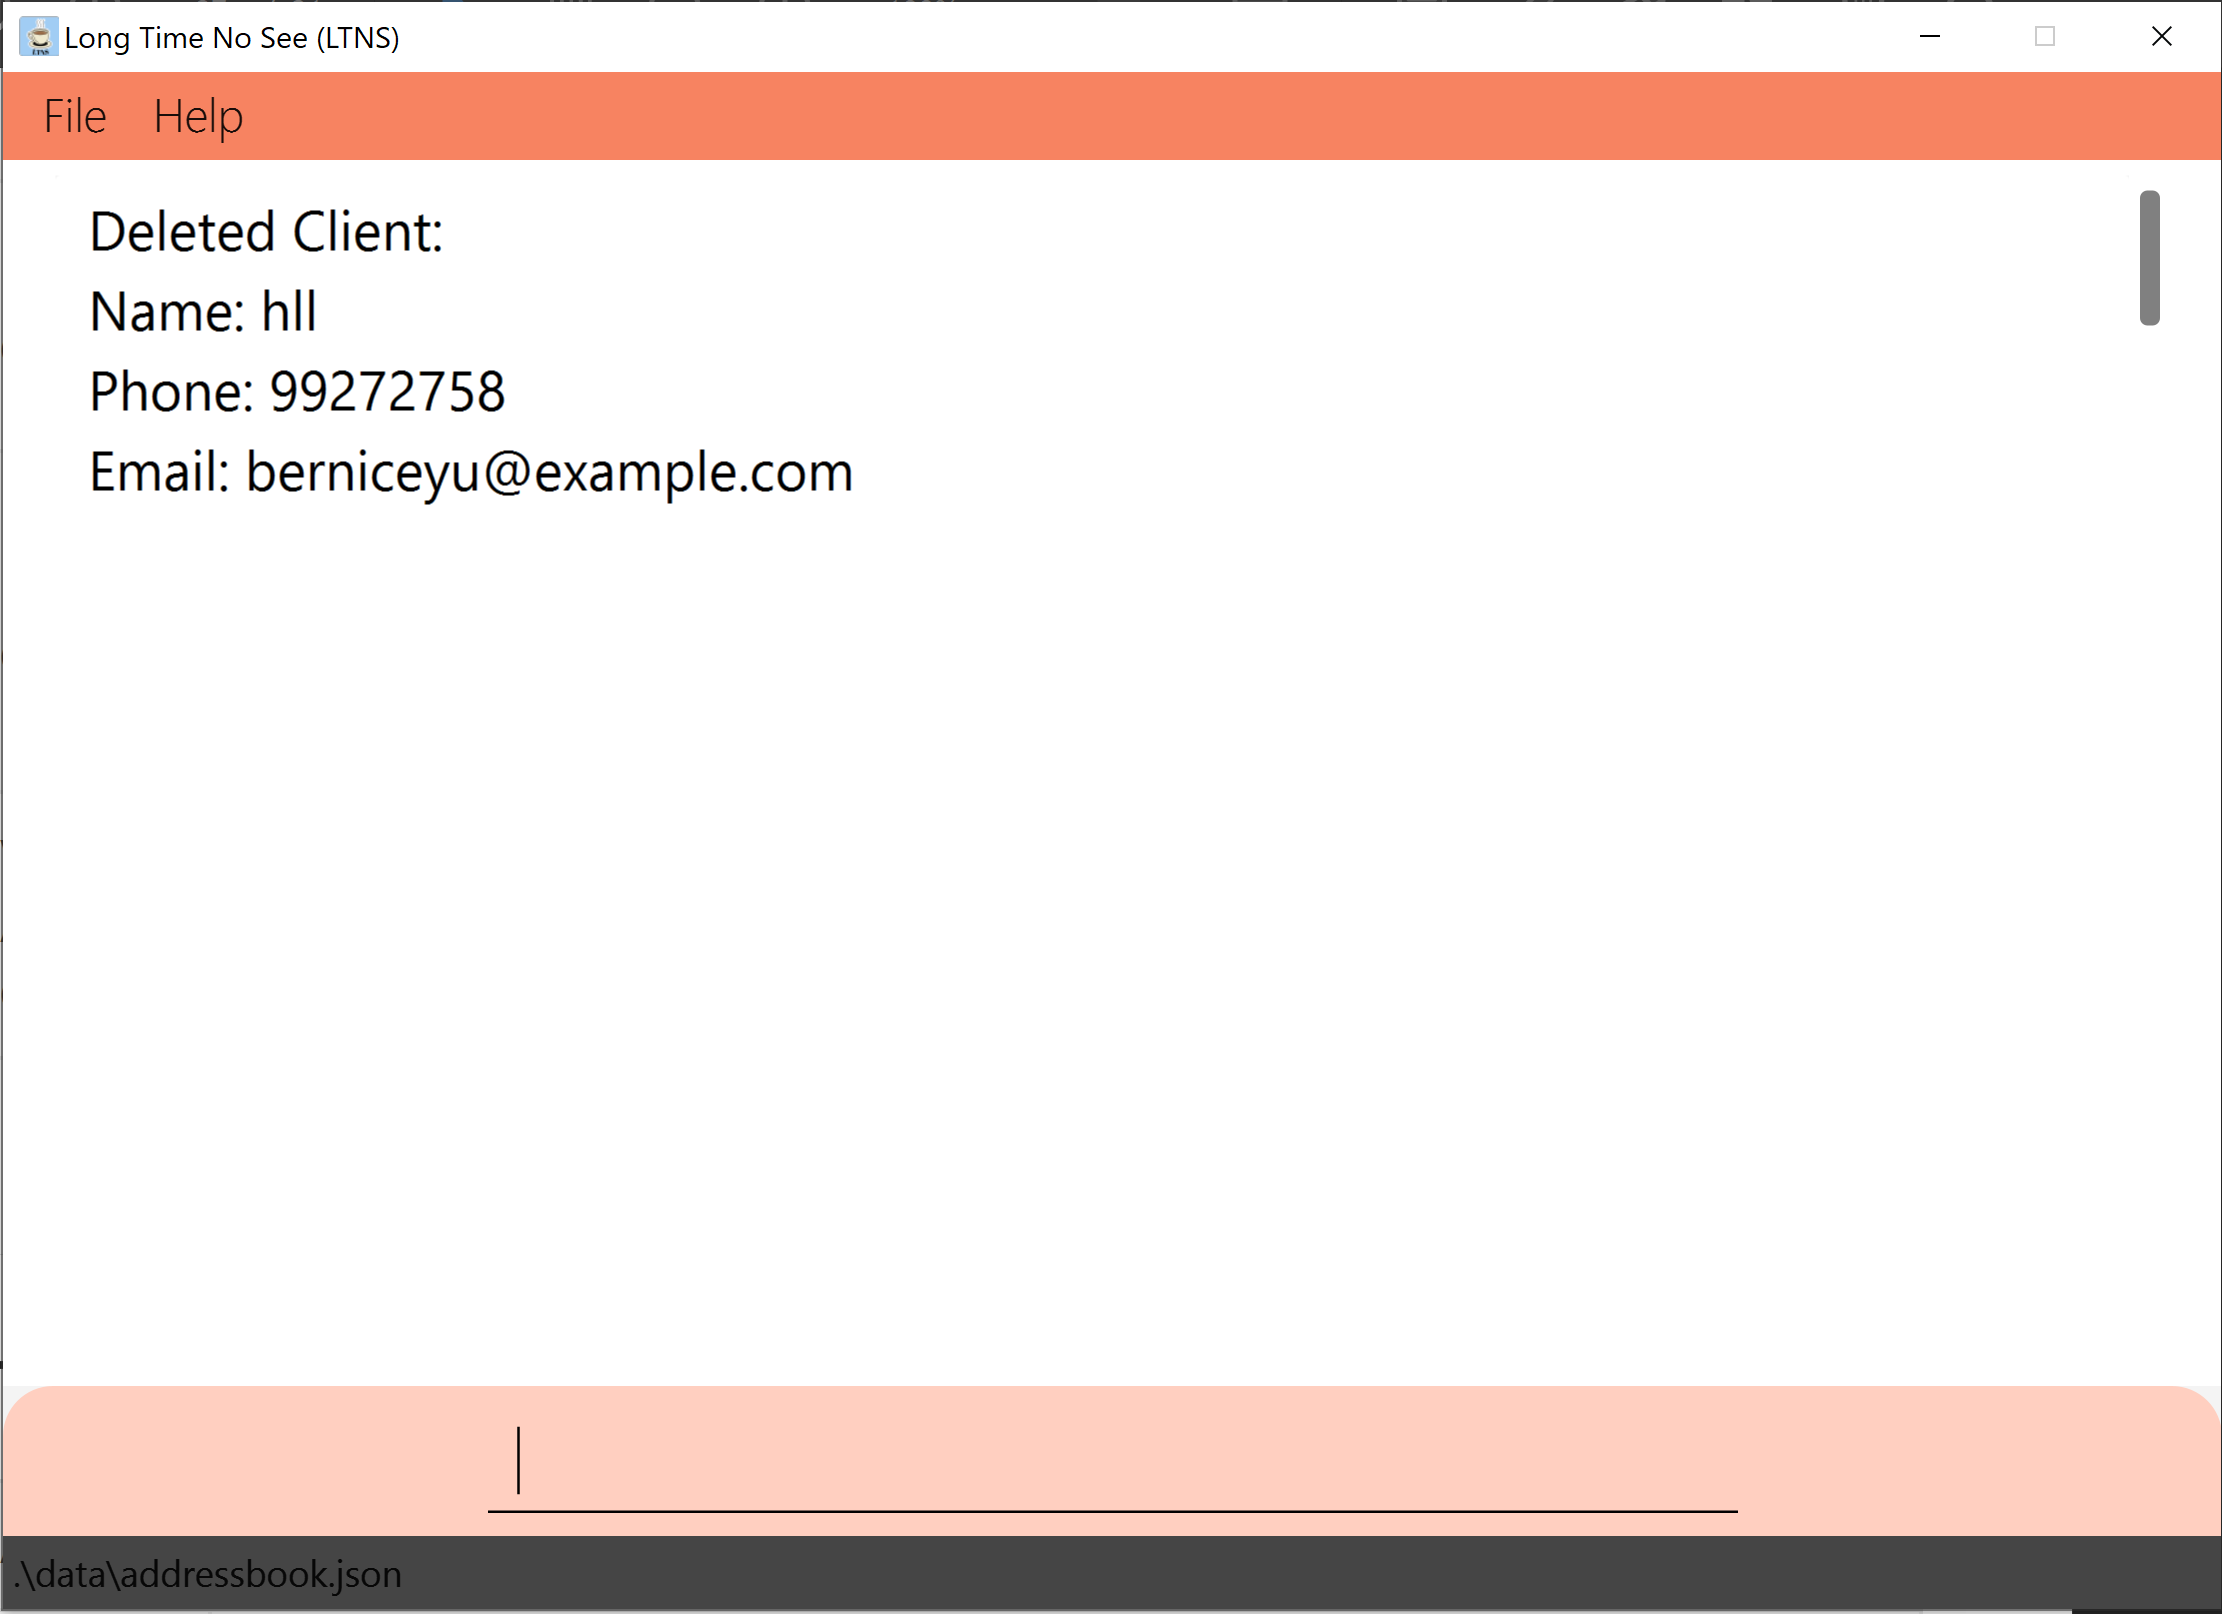 Long Time No See (LTNS)
File Help
Deleted Client:
Name: hll
Phone: 99272758
Email: berniceyu@example.com
.\data\addressbook.json